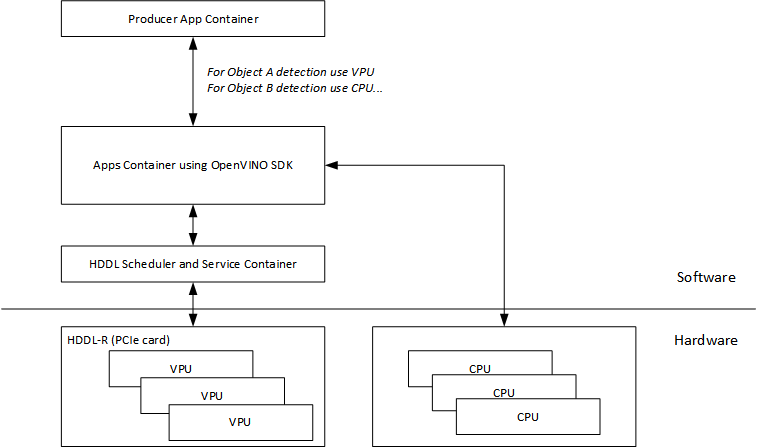 Producer App Container
For Object A detection use VPU
For Object B detection use CPU...
Apps Container using OpenVINO SDK
HDDL Scheduler and Service Container
Software
Hardware
HDDL-R (PCIe card)
VPU
VPU
VPU
CPU
CPU
CPU